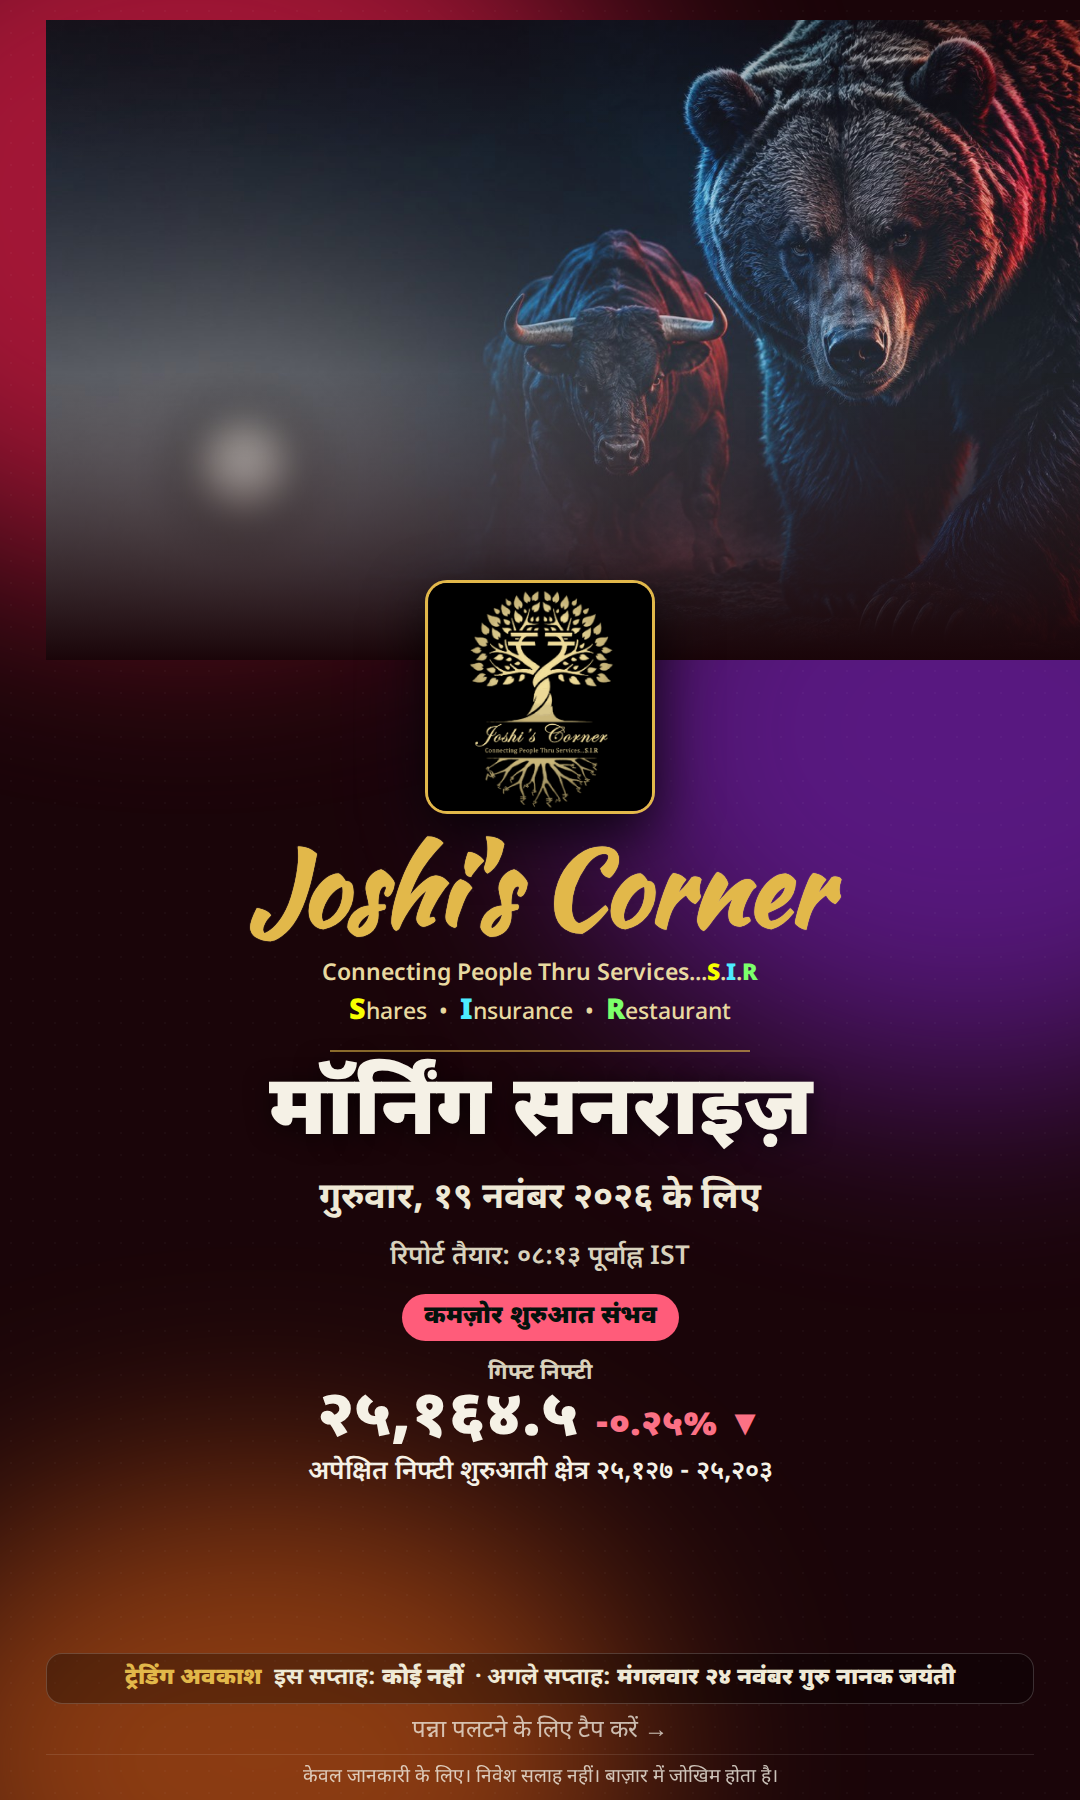 Joshi's Corner
Connecting People Thru Services...S.I.R
Joshi's Corner
Connecting People Thru Services...S.I.R
Shares • Insurance • Restaurant
मॉर्निंग सनराइज़
गुरुवार, १९ नवंबर २०२६ के लिए
रिपोर्ट तैयार: ०८:१३ पूर्वाह्न IST
कमज़ोर शुरुआत संभव
गिफ्ट निफ्टी
२५,१६४.५ -०.२५% ▼
अपेक्षित निफ्टी शुरुआती क्षेत्र २५,१२७ - २५,२०३
ट्रेडिंग अवकाश इस सप्ताह: कोई नहीं · अगले सप्ताह: मंगलवार २४ नवंबर गुरु नानक जयंती
पन्ना पलटने के लिए टैप करें →
केवल जानकारी के लिए। निवेश सलाह नहीं। बाज़ार में जोखिम होता है।